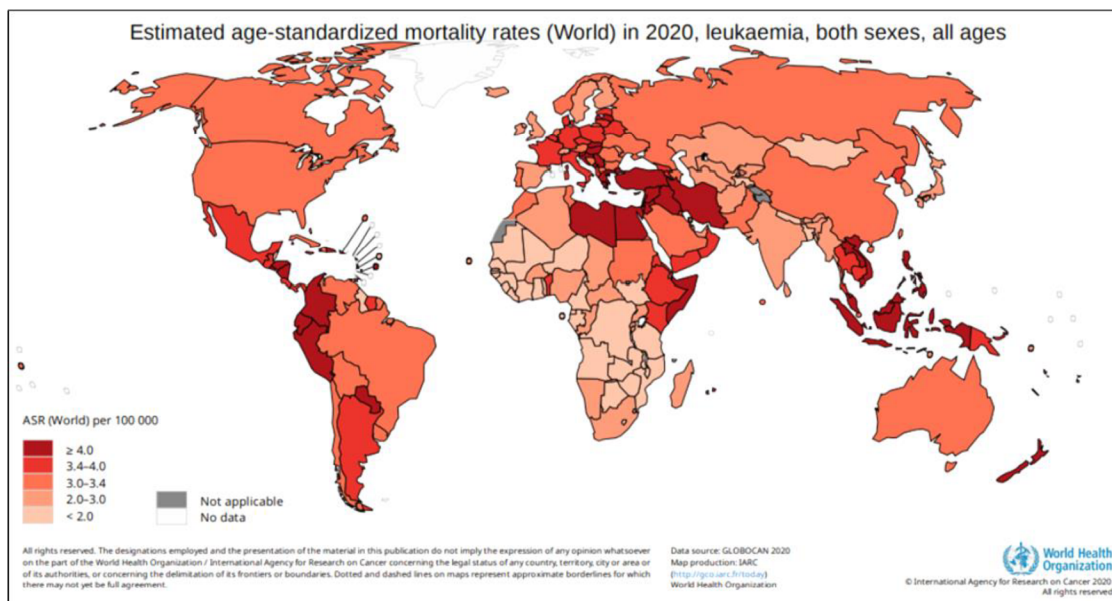 Estimated age-standardized mortality rates (World) in 2020, leukaemia, both sexes, all ages
ASR (World) per 100 000
≥ 4.0
3.4–4.0
3.0–3.4
2.0–3.0
< 2.0
Not applicable
No data
All rights reserved. The designations employed and the presentation of the material in this publication do not imply the expression of any opinion whatsoever
on the part of the World Health Organization / International Agency for Research on Cancer concerning the legal status of any country, territory, city or area or
of its authorities, or concerning the delimitation of its frontiers or boundaries. Dotted and dashed lines on maps represent approximate borderlines for which
there may not yet be full agreement.
Data source: GLOBOCAN 2020
Map production: IARC
(http://gco.iarc.fr/today)
World Health Organization
World Health
Organization
© International Agency for Research on Cancer 2020
All rights reserved